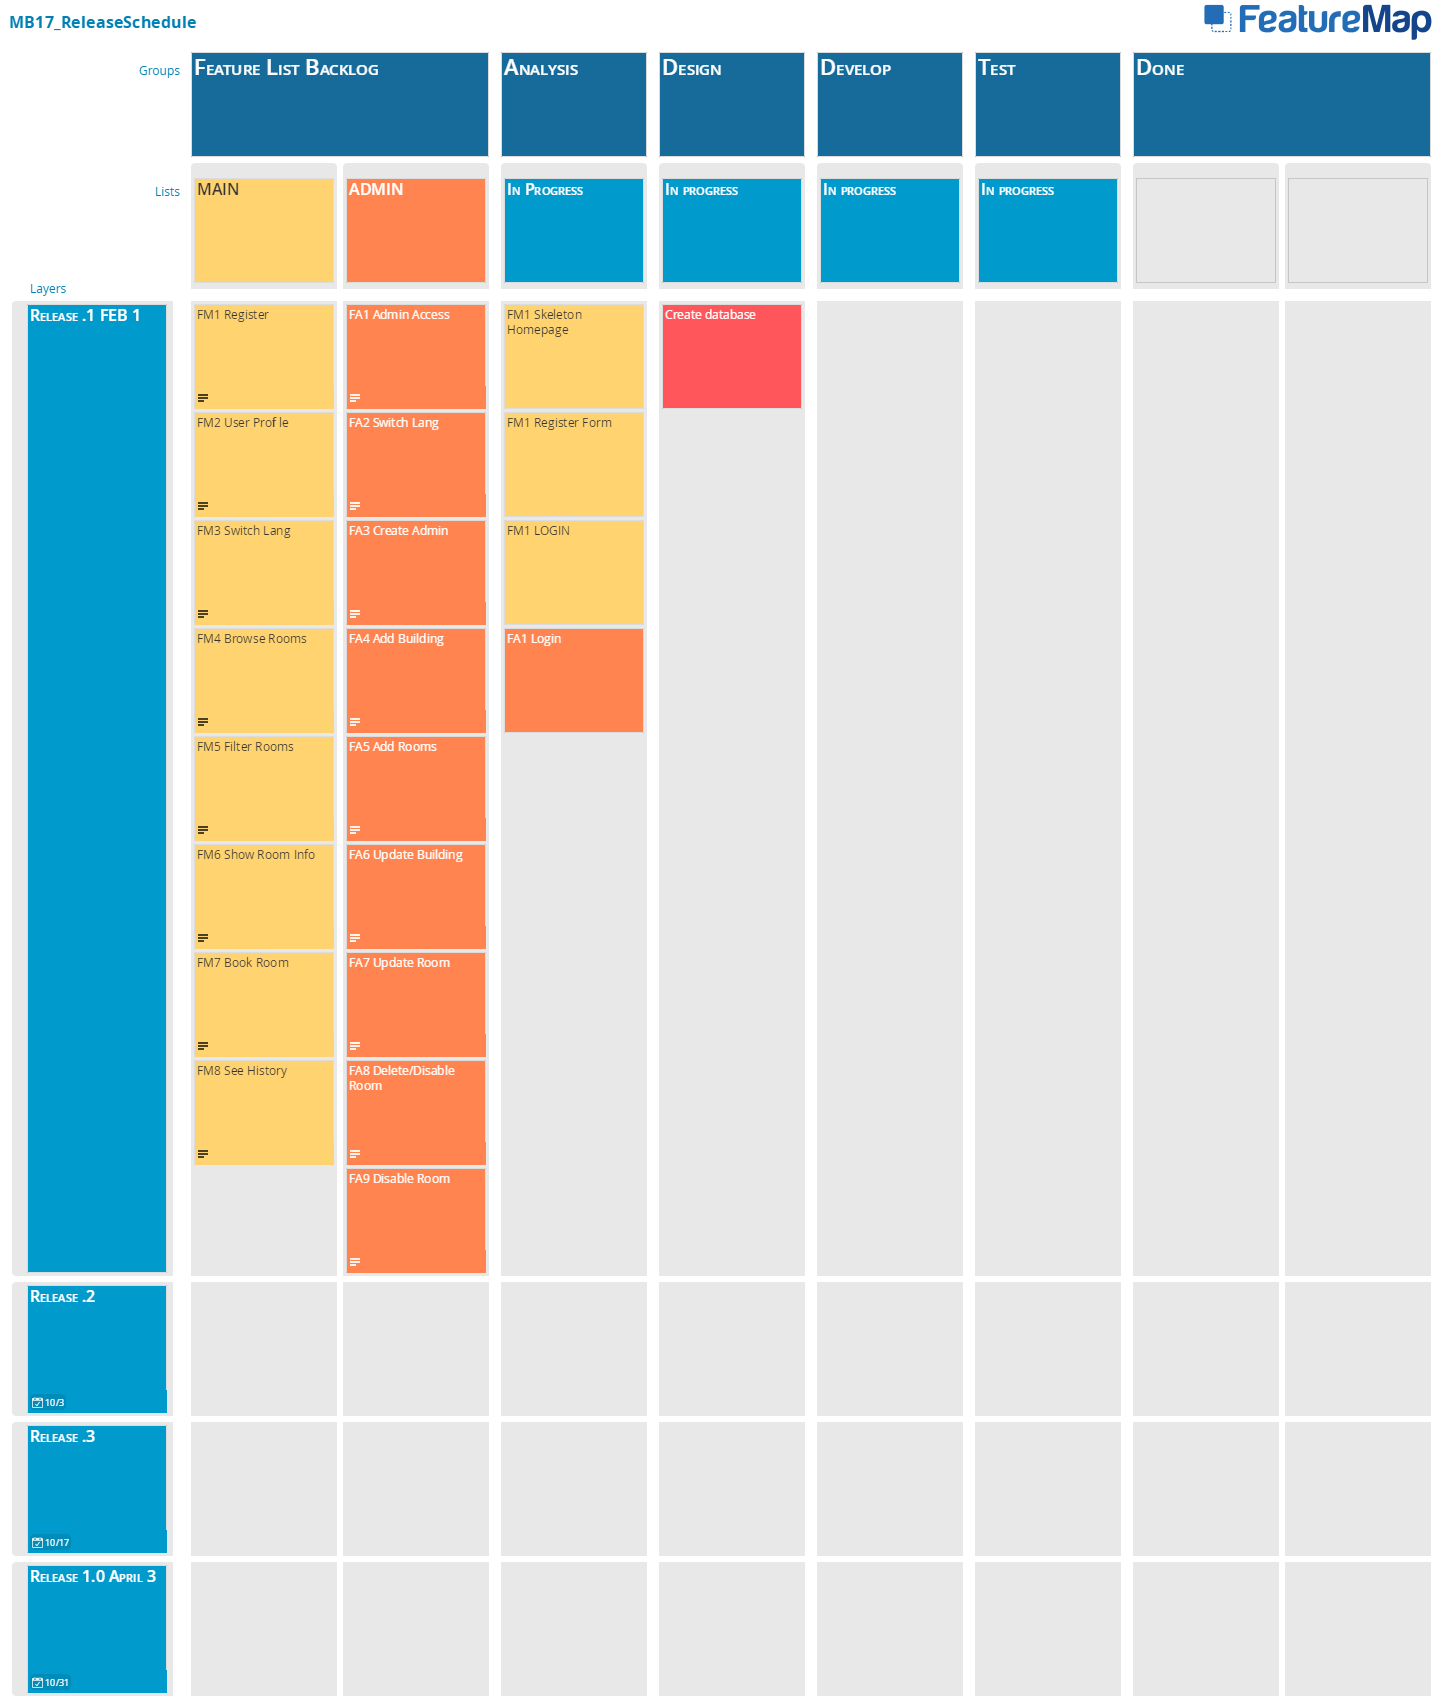 MB17_ReleaseSchedule
FeatureMap
Groups
Feature List Backlog
Analysis
Design
Develop
Test
Done
Lists
MAIN
ADMIN
In Progress
In progress
In progress
In progress
Layers
Release .1 FEB 1
FM1 Register
FA1 Admin Access
FM1 Skeleton
Homepage
Create database
FM2 User Profile
FA2 Switch Lang
FM1 Register Form
FM3 Switch Lang
FA3 Create Admin
FM1 LOGIN
FM4 Browse Rooms
FA4 Add Building
FA1 Login
FM5 Filter Rooms
FA5 Add Rooms
FM6 Show Room Info
FA6 Update Building
FM7 Book Room
FA7 Update Room
FM8 See History
FA8 Delete/Disable
Room
FA9 Disable Room
Release .2
10/3
Release .3
10/17
Release 1.0 April 3
10/31